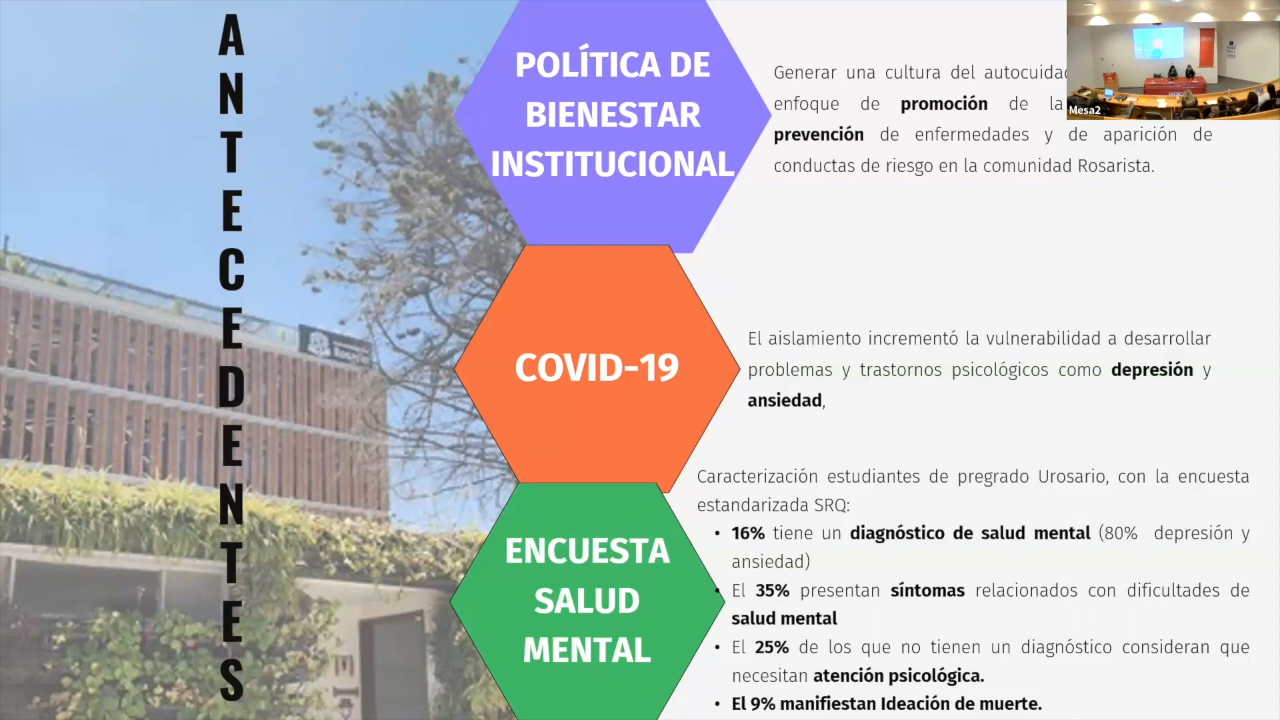 ANTECEDENTES
POLÍTICA DE
BIENESTAR
INSTITUCIONAL
Generar una cultura del
enfoque de promoción de la
prevención de enfermedades y de aparición de
conductas de riesgo en la comunidad Rosarista.
Mesa2
COVID-19
El aislamiento incrementó la vulnerabilidad a desarrollar
problemas y trastornos psicológicos como depresión y
ansiedad,
ENCUESTA
SALUD
MENTAL
Caracterización estudiantes de pregrado Urosario, con la encuesta
estandarizada SRQ:
• 16% tiene un diagnóstico de salud mental (80% depresión y
ansiedad)
• El 35% presentan síntomas relacionados con dificultades de
salud mental
• El 25% de los que no tienen un diagnóstico consideran que
necesitan atención psicológica.
• El 9% manifiestan Ideación de muerte.